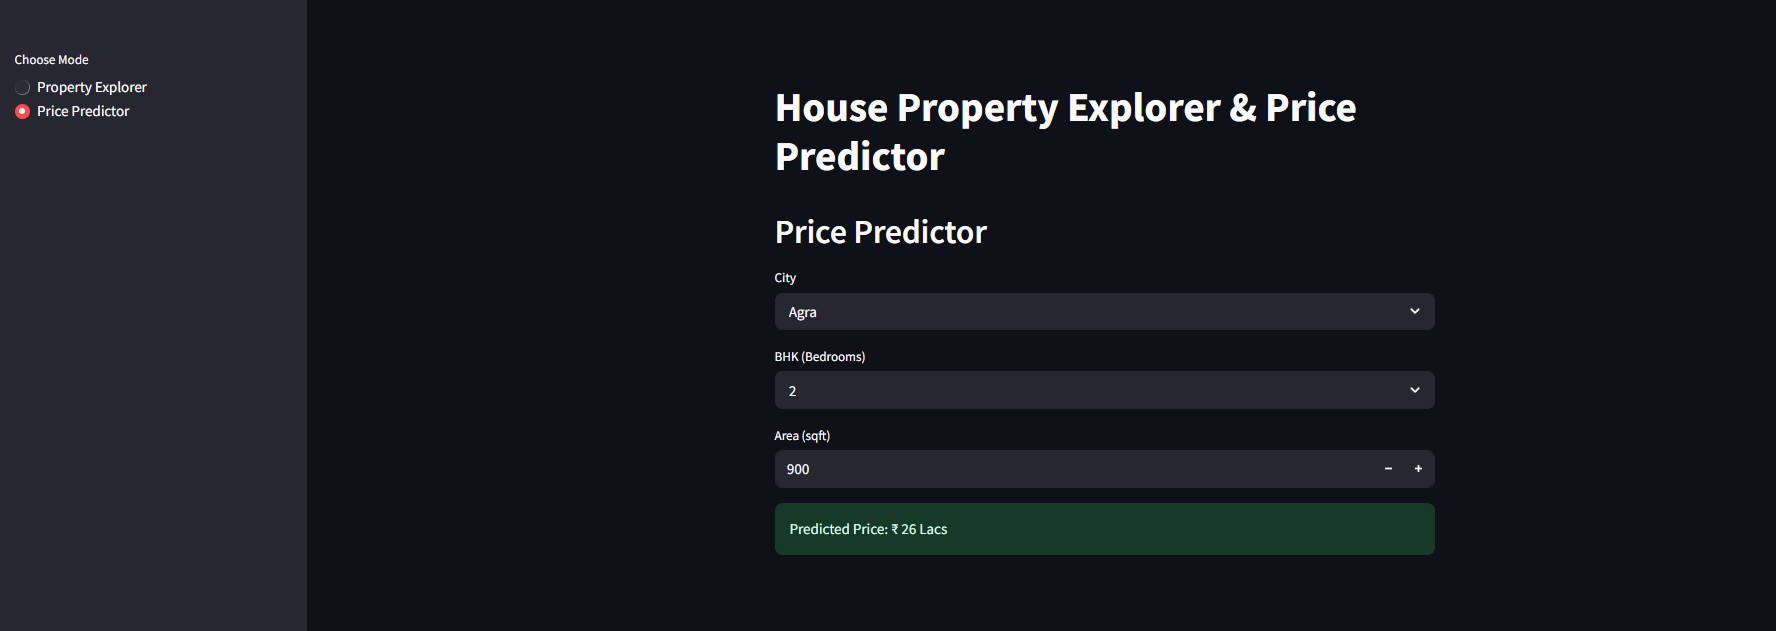 Choose Mode
Property Explorer
Price Predictor
House Property Explorer & Price
Predictor
Price Predictor
City
Agra
BHK (Bedrooms)
2
Area (sqft)
900
Predicted Price: ₹ 26 Lacs